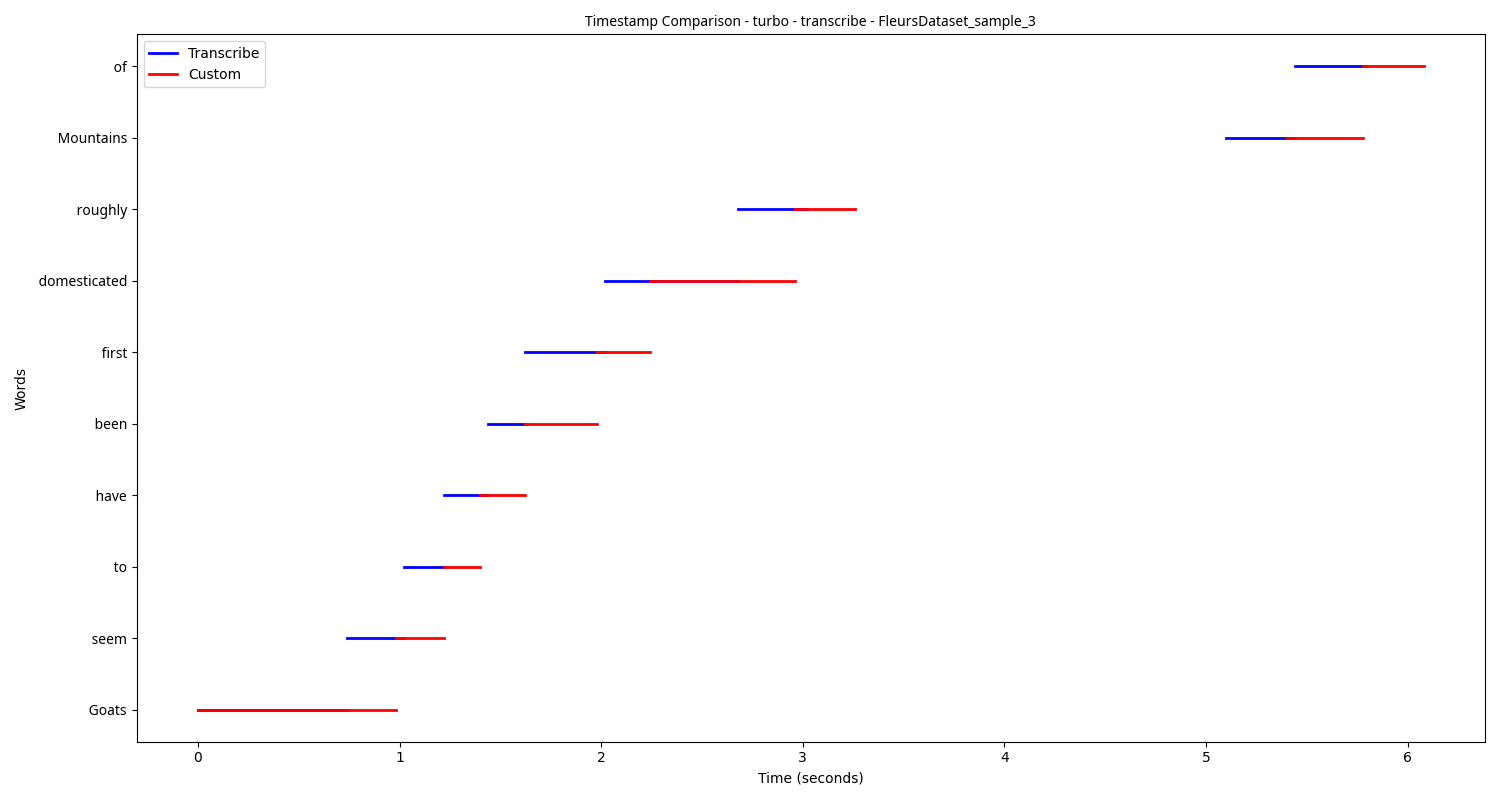 Timestamp Comparison - turbo - transcribe - FleursDataset_sample_3
Transcribe
Custom
of
Mountains
roughly
domesticated
first
been
have
to
seem
Goats
Words
0 1 2 3 4 5 6
Time (seconds)